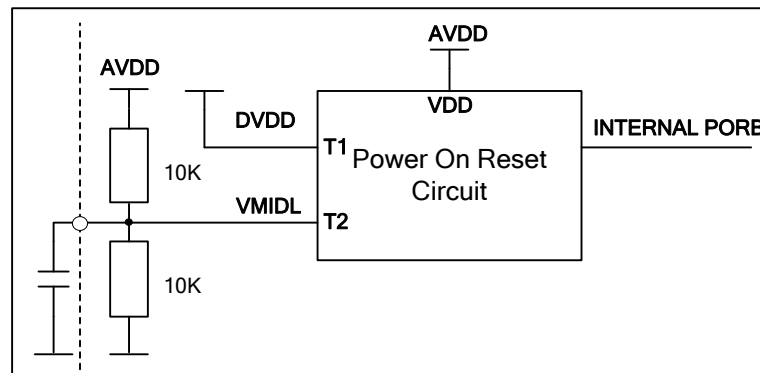 AVDD
AVDD
VDD
DVDD
T1
INTERNAL PORB
Power On Reset
Circuit
10K
VMIDL
T2
10K